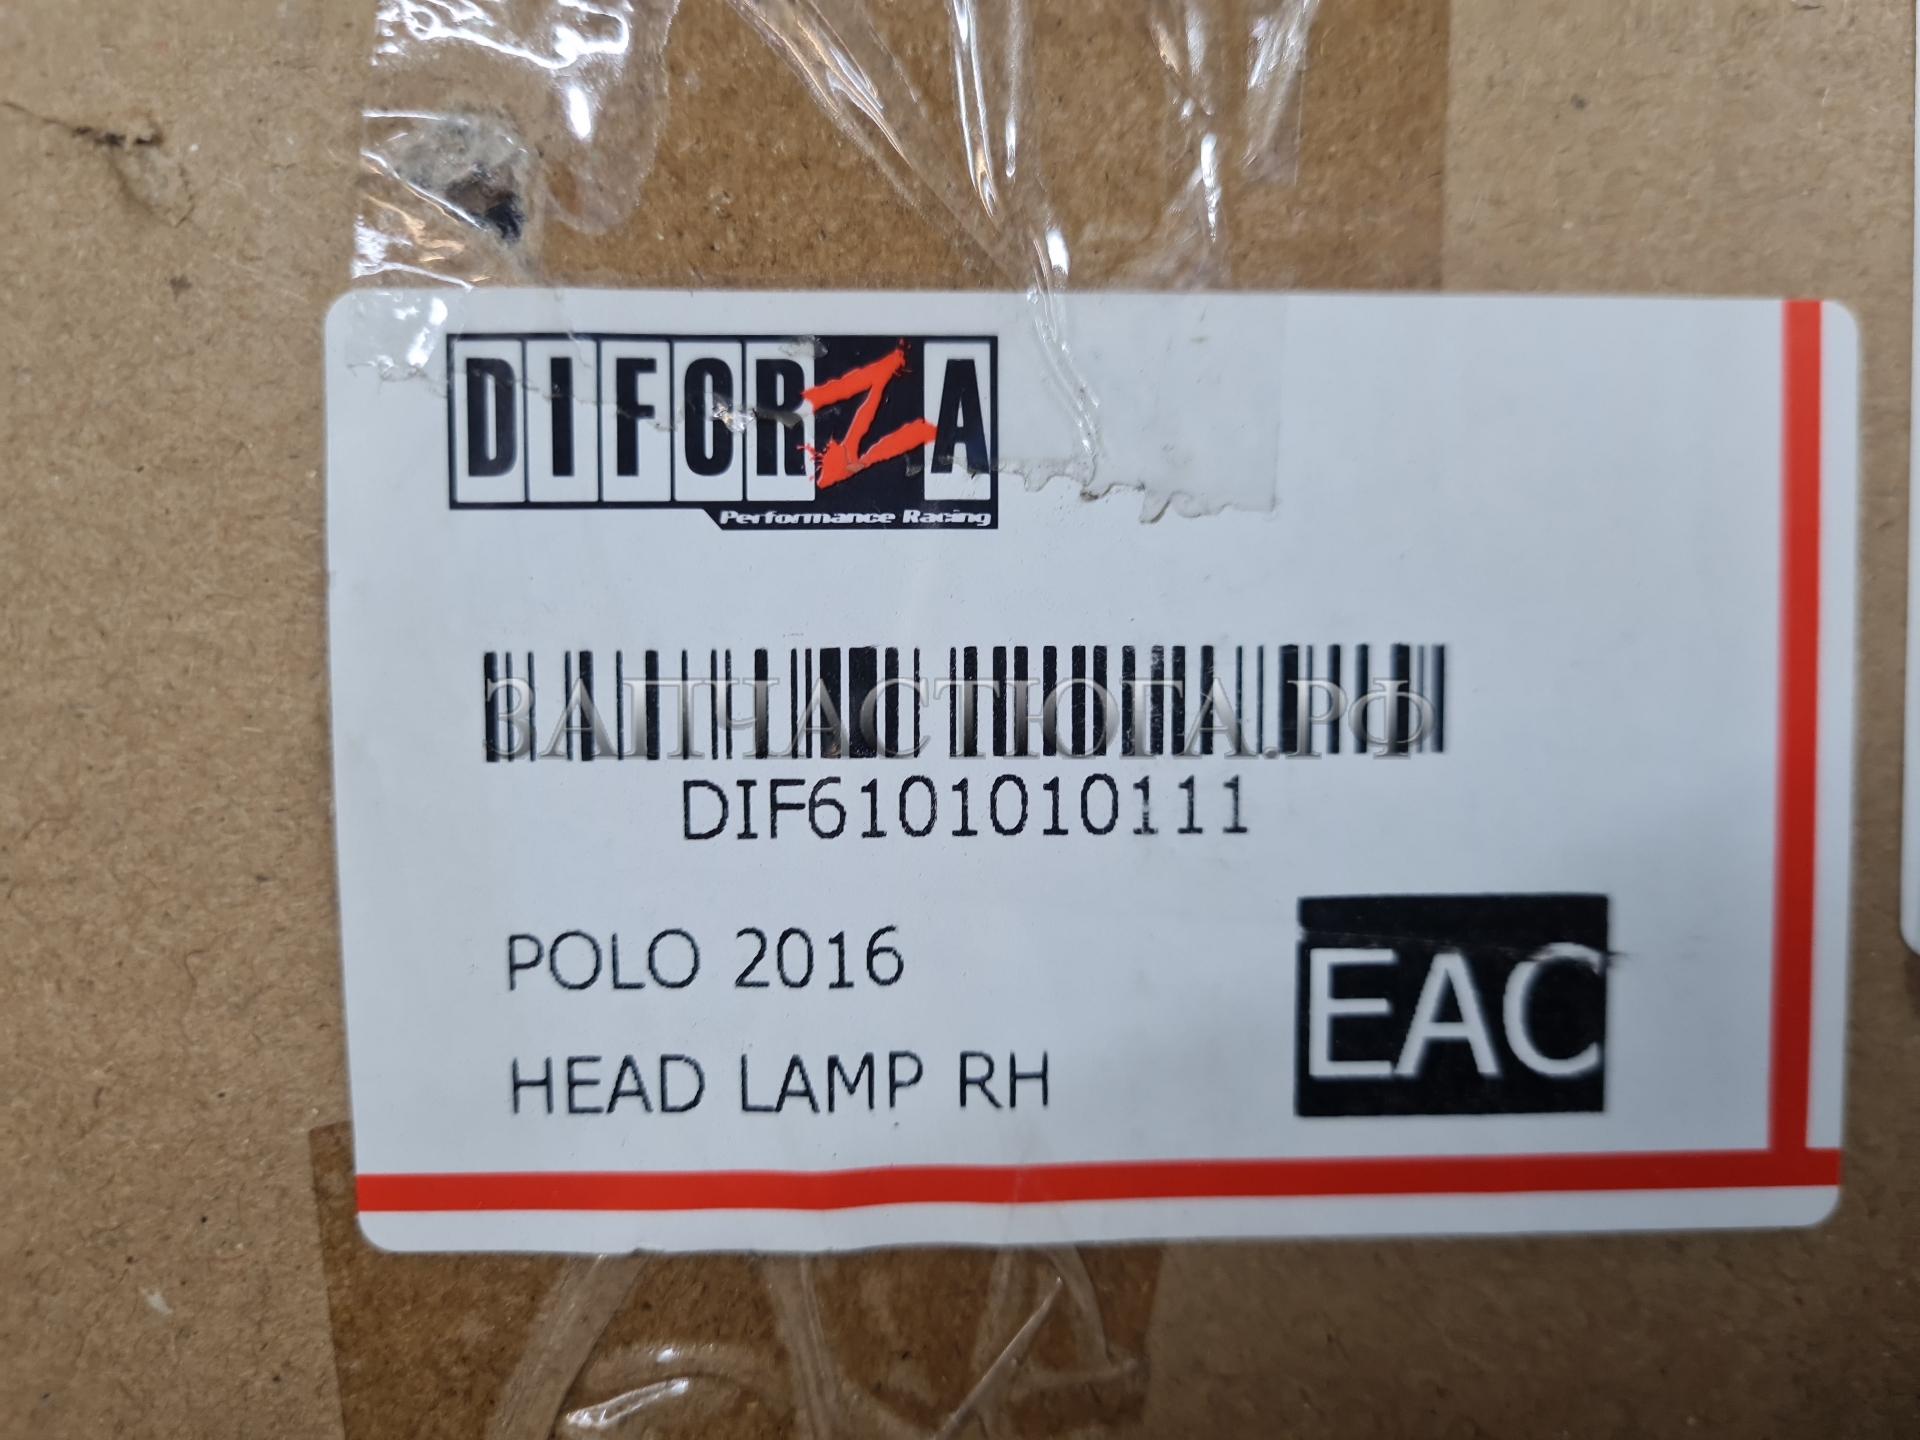 DIFORZA
Performance Racing
ЗАПЧАСТЮГА.РФ
DIF6101010111
POLO 2016
HEAD LAMP RH
EAC